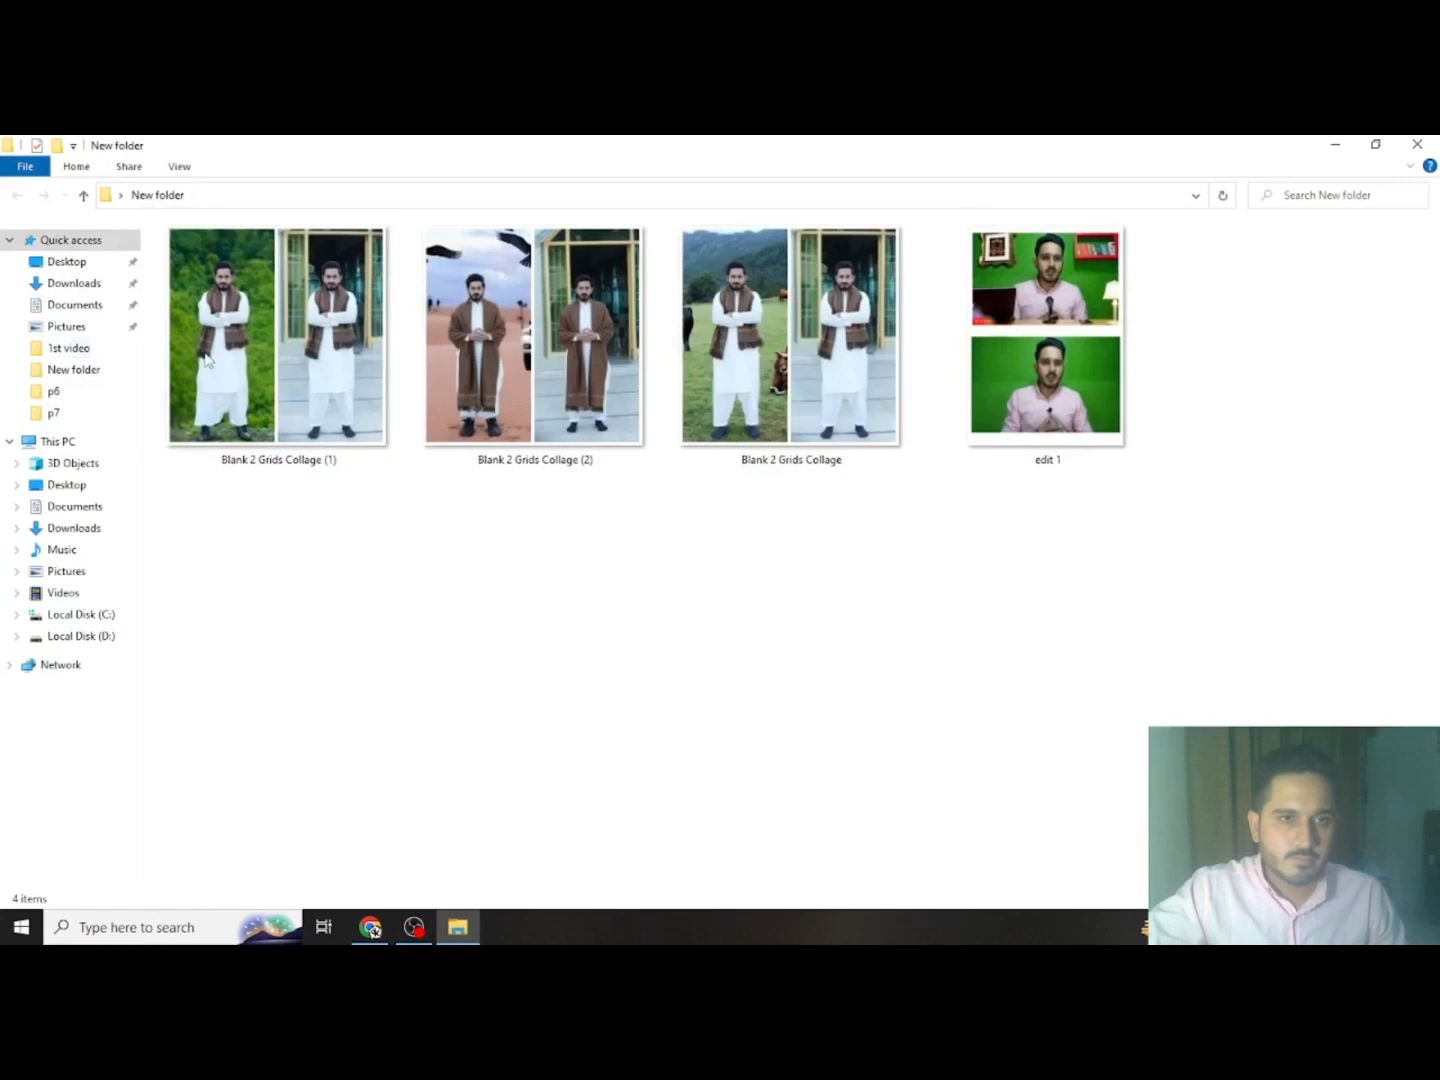 New folder
File Home Share View
New folder
Search New folder
Quick access
Desktop
Downloads
Documents
Pictures
1st video
New folder
p6
p7
This PC
3D Objects
Desktop
Documents
Downloads
Music
Pictures
Videos
Local Disk (C:)
Local Disk (D:)
Network
Blank 2 Grids Collage (1)
Blank 2 Grids Collage (2)
Blank 2 Grids Collage
edit 1
4 items
Type here to search